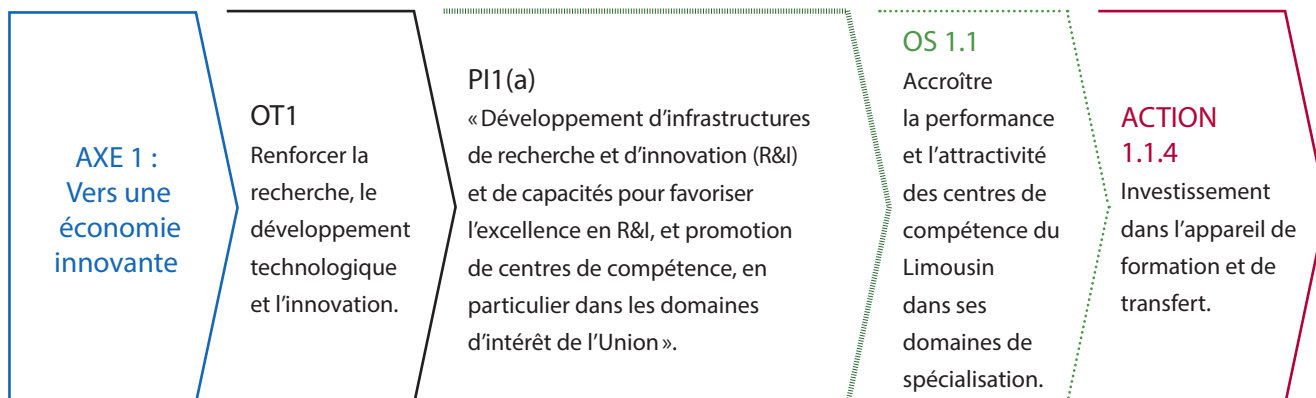 AXE 1 :
Vers une
économie
innovante
OT1
Renforcer la
recherche, le
développement
technologique
et l’innovation.
PI1(a)
« Développement d’infrastructures
de recherche et d’innovation (R&I)
et de capacités pour favoriser
l’excellence en R&I, et promotion
de centres de compétence, en
particulier dans les domaines
d’intérêt de l’Union ».
OS 1.1
Accroître
la performance
et l’attractivité
des centres de
compétence du
Limousin
dans ses
domaines de
spécialisation.
ACTION
1.1.4
Investissement
dans l’appareil de
formation et de
transfert.